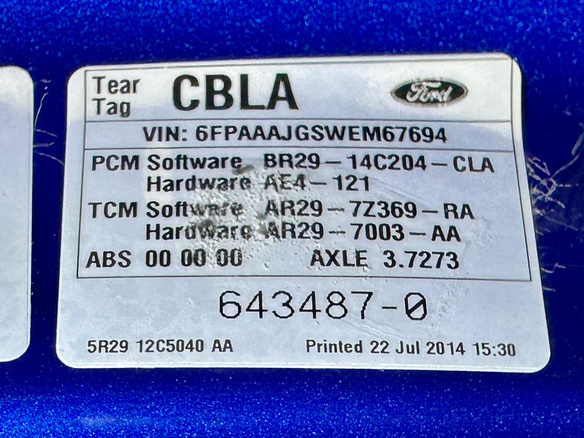 Tear Tag CBLA Ford
VIN: 6FPAAAJGSWEM67694
PCM Software BR29-14C204-CLA
Hardware AE4-121
TCM Software AR29-7Z369-RA
Hardware AR29-7003-AA
ABS 00 00 00 AXLE 3.7273
643487-0
5R29 12C5040 AA Printed 22 Jul 2014 15:30